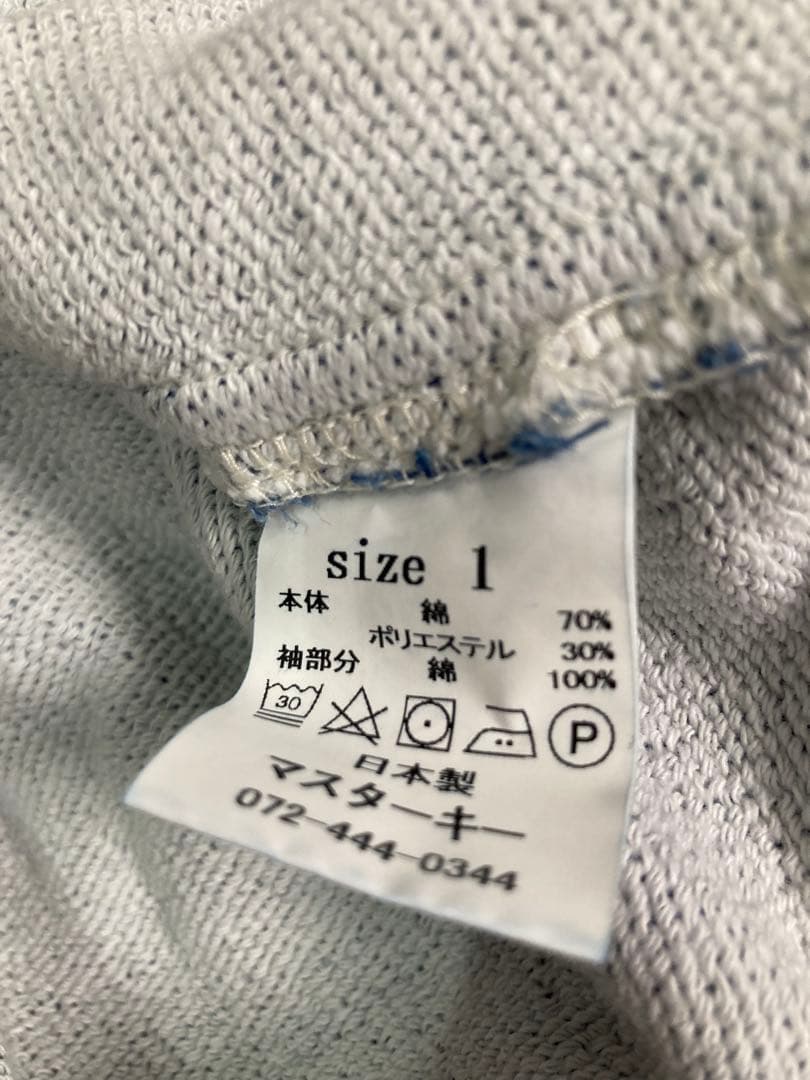 size 1
本体 綿 70%
ポリエステル 30%
袖部分 綿 100%
30 P
日本製
マスターキー
072-444-0344